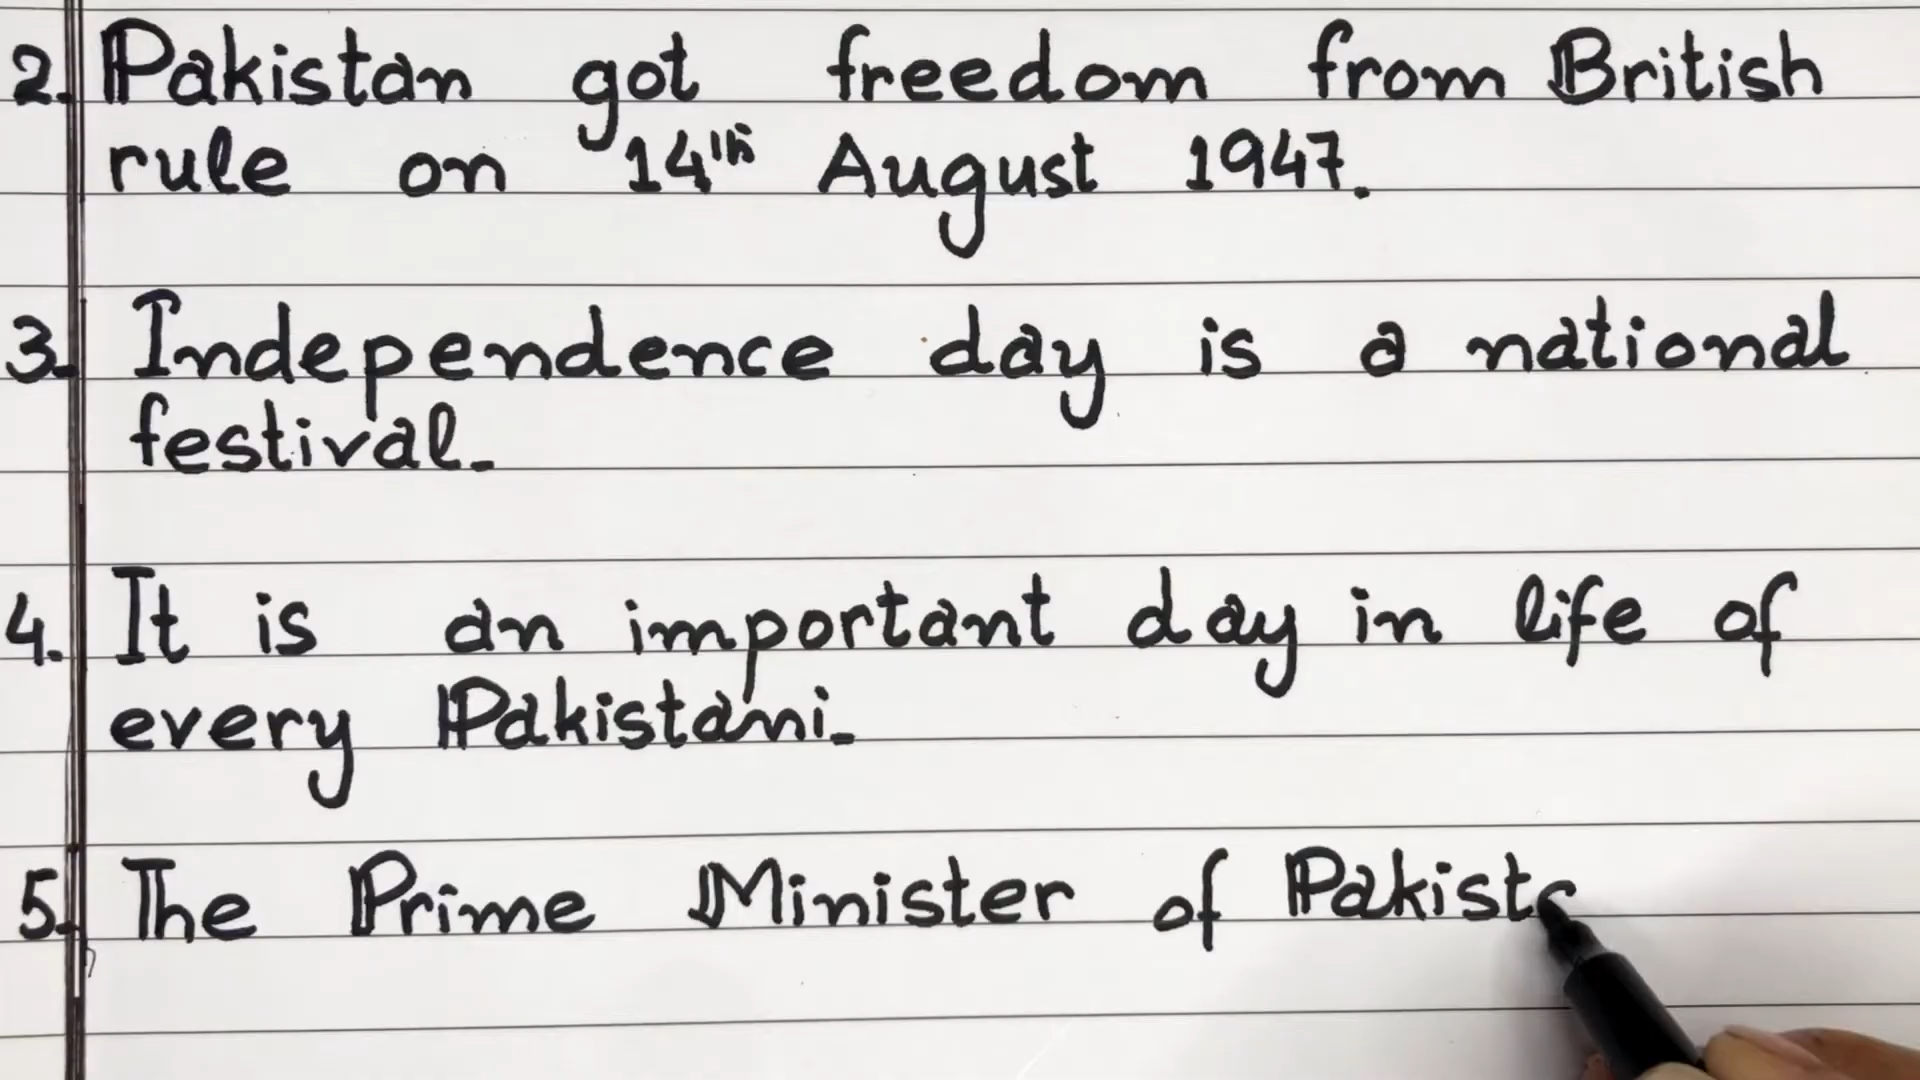 2. Pakistan got freedom from British
rule on 14th August 1947.
3. Independence day is a national
festival.
4. It is an important day in life of
every Pakistani.
5. The Prime Minister of